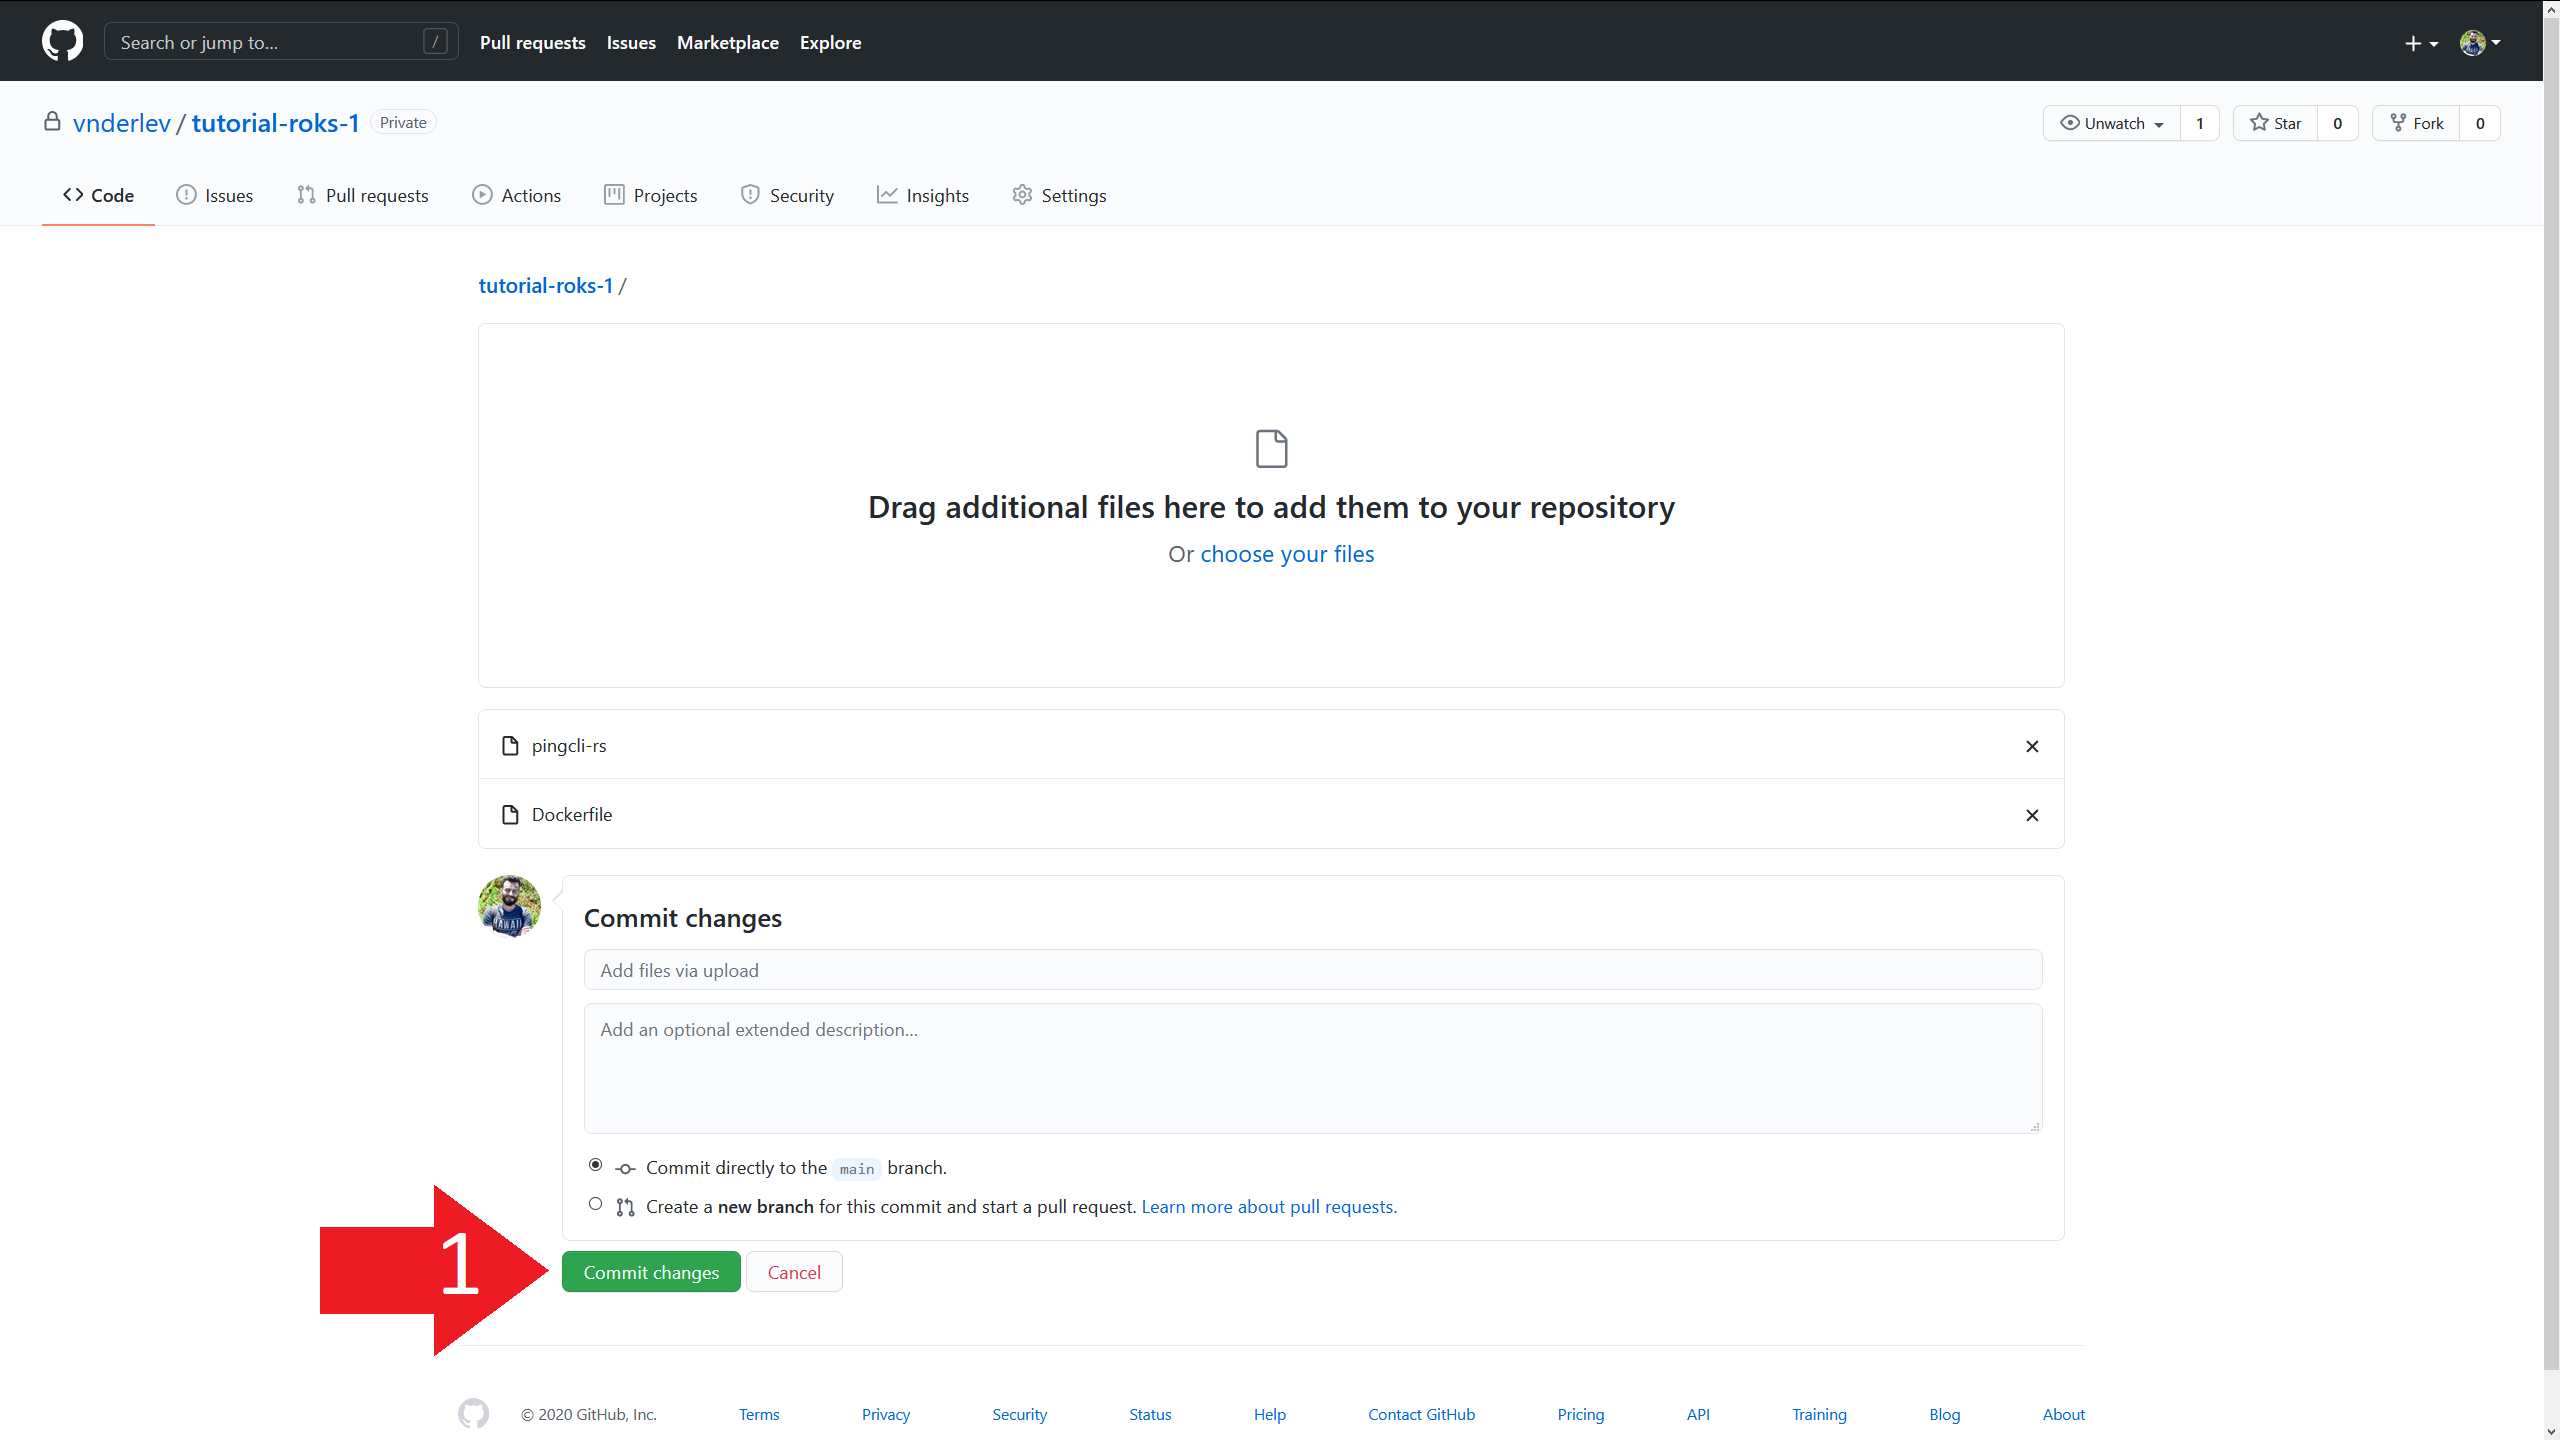 Search or jump to... /
Pull requests Issues Marketplace Explore
vnderlev / tutorial-roks-1 Private
Unwatch 1 Star 0 Fork 0
Code Issues Pull requests Actions Projects Security Insights Settings
tutorial-roks-1 /
Drag additional files here to add them to your repository
Or choose your files
pingcli-rs
Dockerfile
Commit changes
Add files via upload
Add an optional extended description...
Commit directly to the main branch.
Create a new branch for this commit and start a pull request. Learn more about pull requests.
1
Commit changes Cancel
© 2020 GitHub, Inc. Terms Privacy Security Status Help Contact GitHub Pricing API Training Blog About